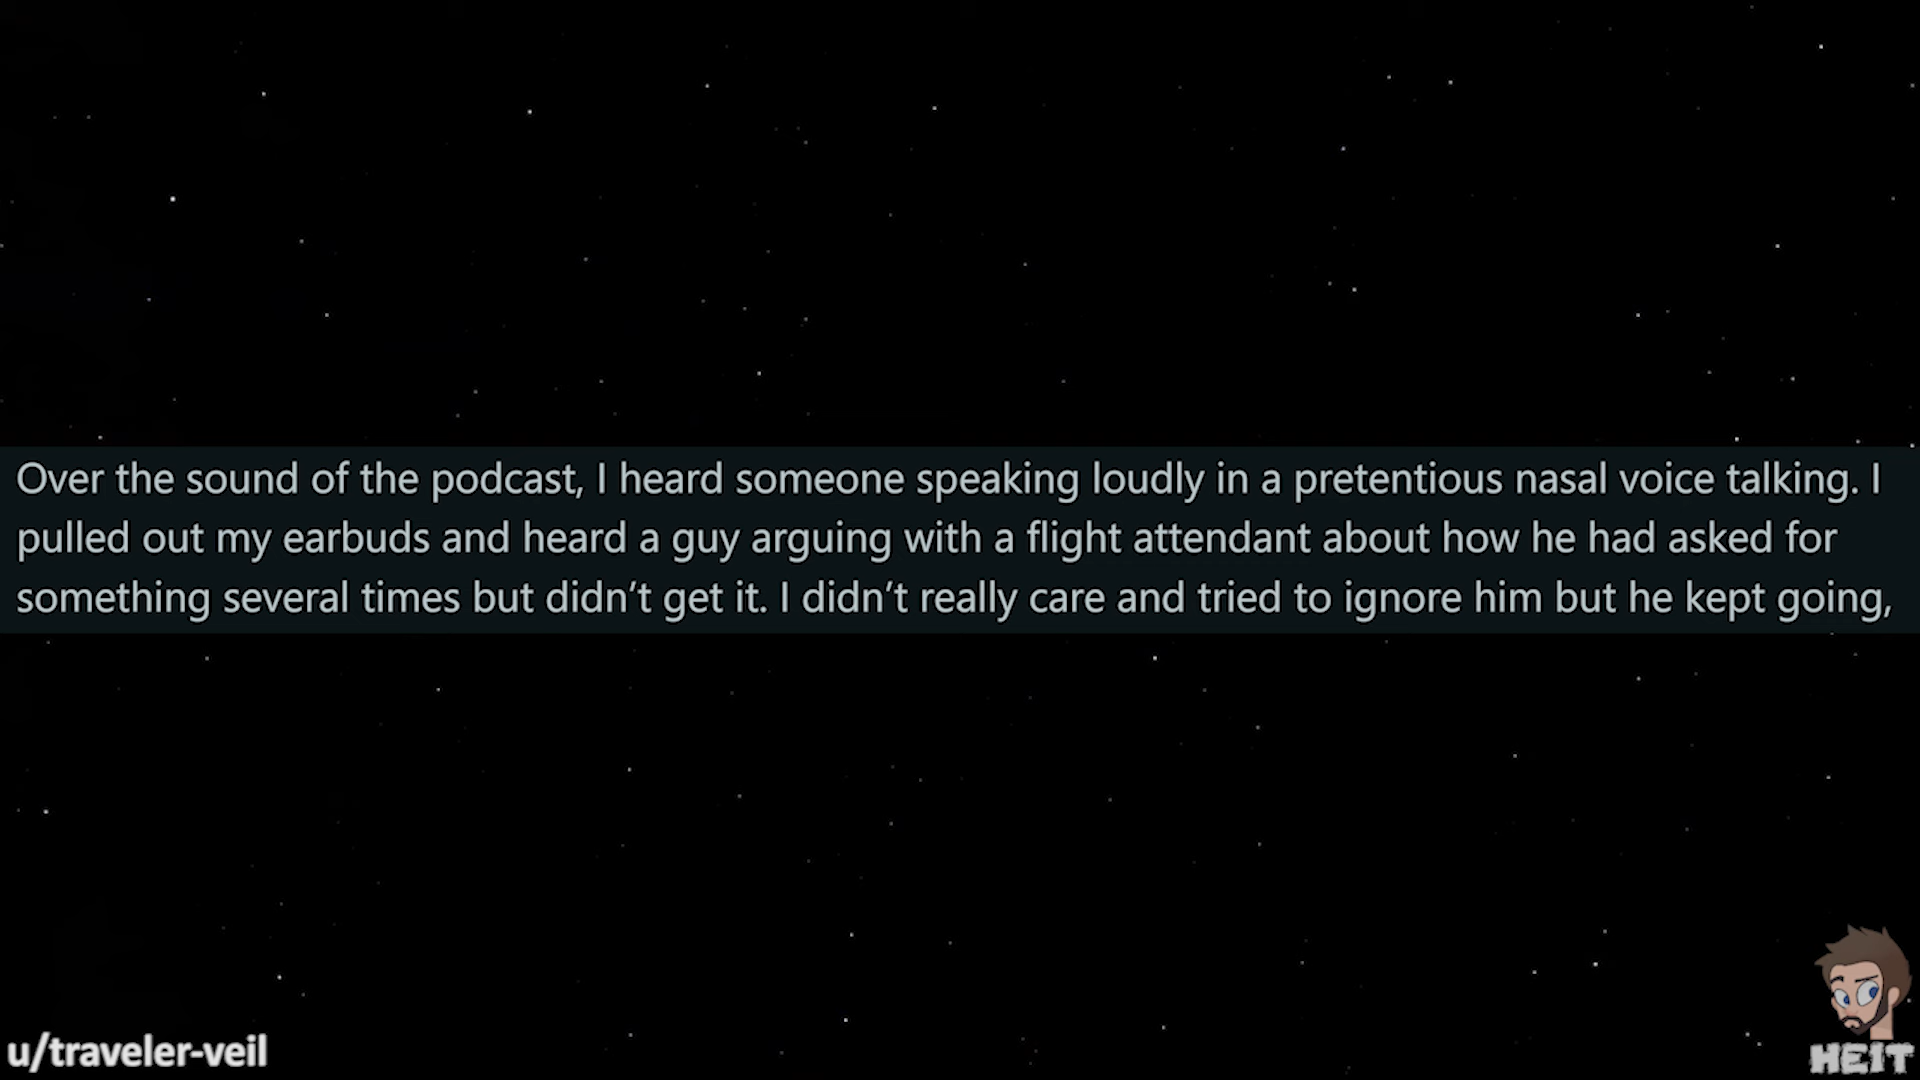 Over the sound of the podcast, I heard someone speaking loudly in a pretentious nasal voice talking. I
pulled out my earbuds and heard a guy arguing with a flight attendant about how he had asked for
something several times but didn’t get it. I didn’t really care and tried to ignore him but he kept going,
u/traveler-veil
HEIT